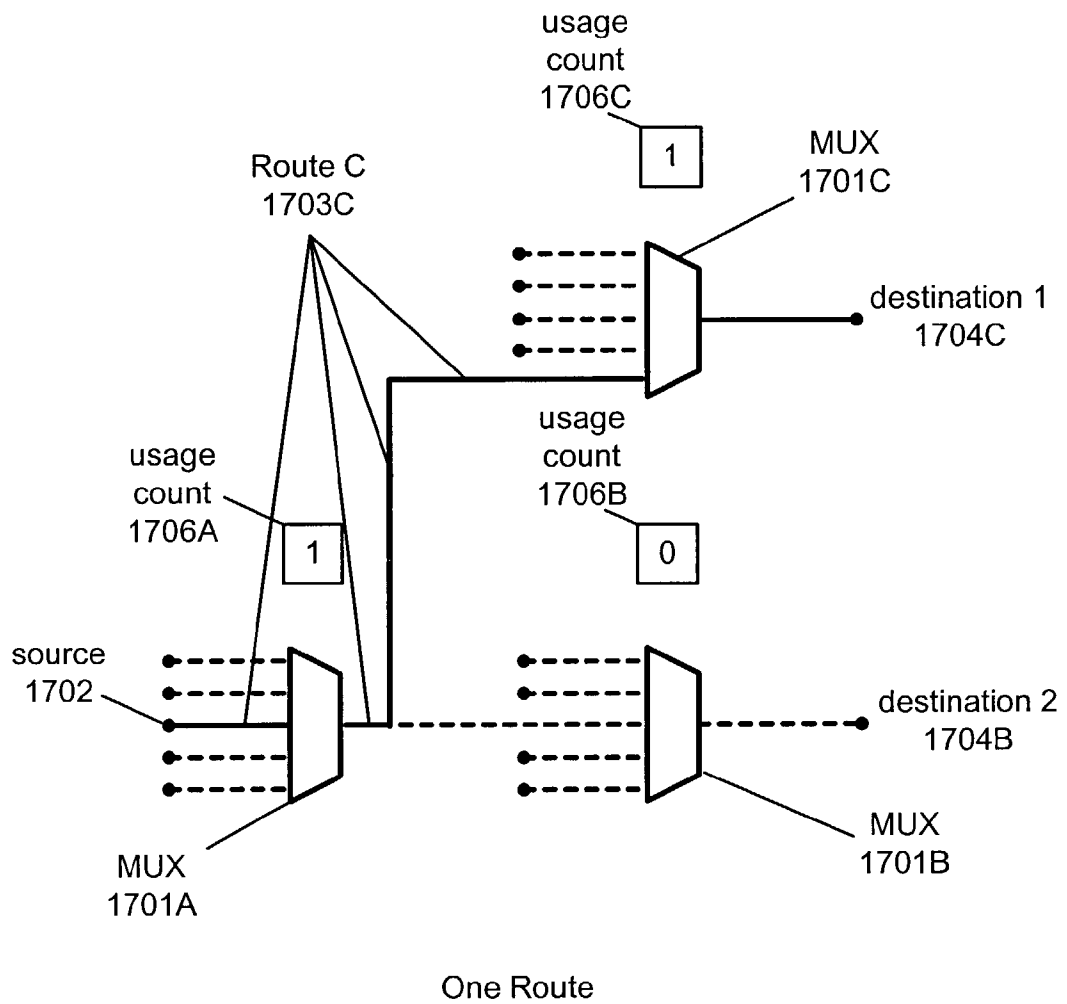 usage
count
1706C
1
MUX
1701C
Route C
1703C
destination 1
1704C
usage
count
1706B
0
usage
count
1706A
1
source
1702
destination 2
1704B
MUX
1701B
MUX
1701A
One Route